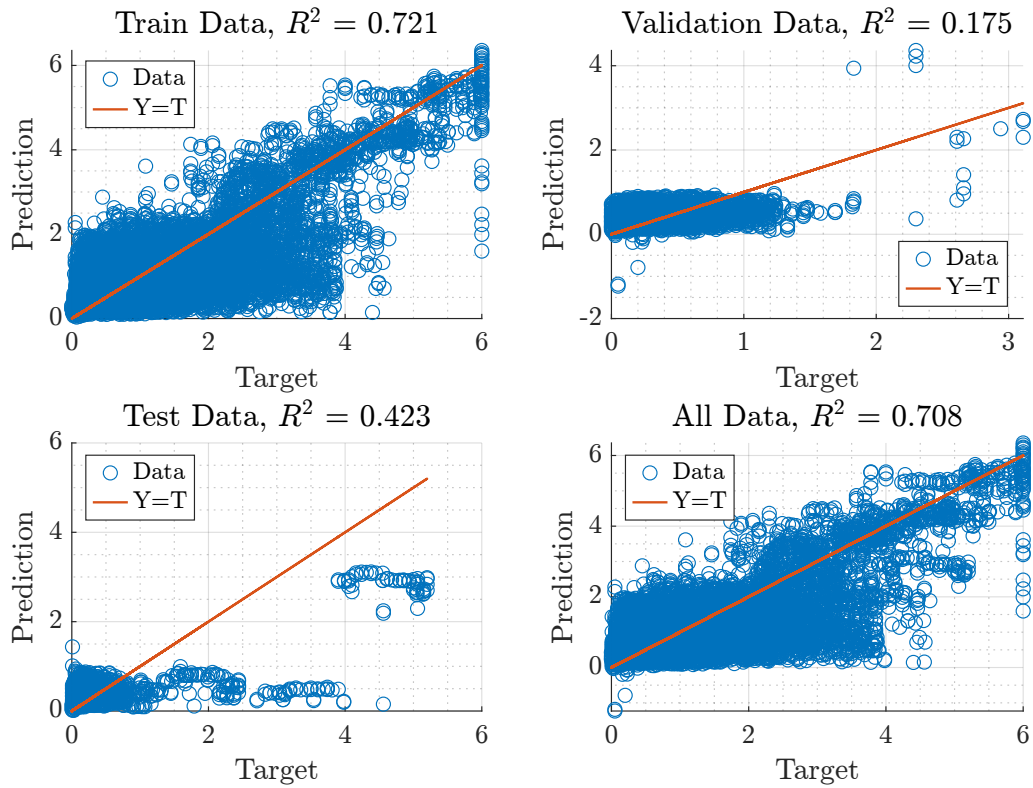 Train Data, R² = 0.721
6
4
2
0
0
2
4
6
Prediction
Target
Data
Y=T
Validation Data, R² = 0.175
4
2
0
-2
0
1
2
3
Prediction
Target
Data
Y=T
Test Data, R² = 0.423
6
4
2
0
0
2
4
6
Prediction
Target
Data
Y=T
All Data, R² = 0.708
6
4
2
0
0
2
4
6
Prediction
Target
Data
Y=T